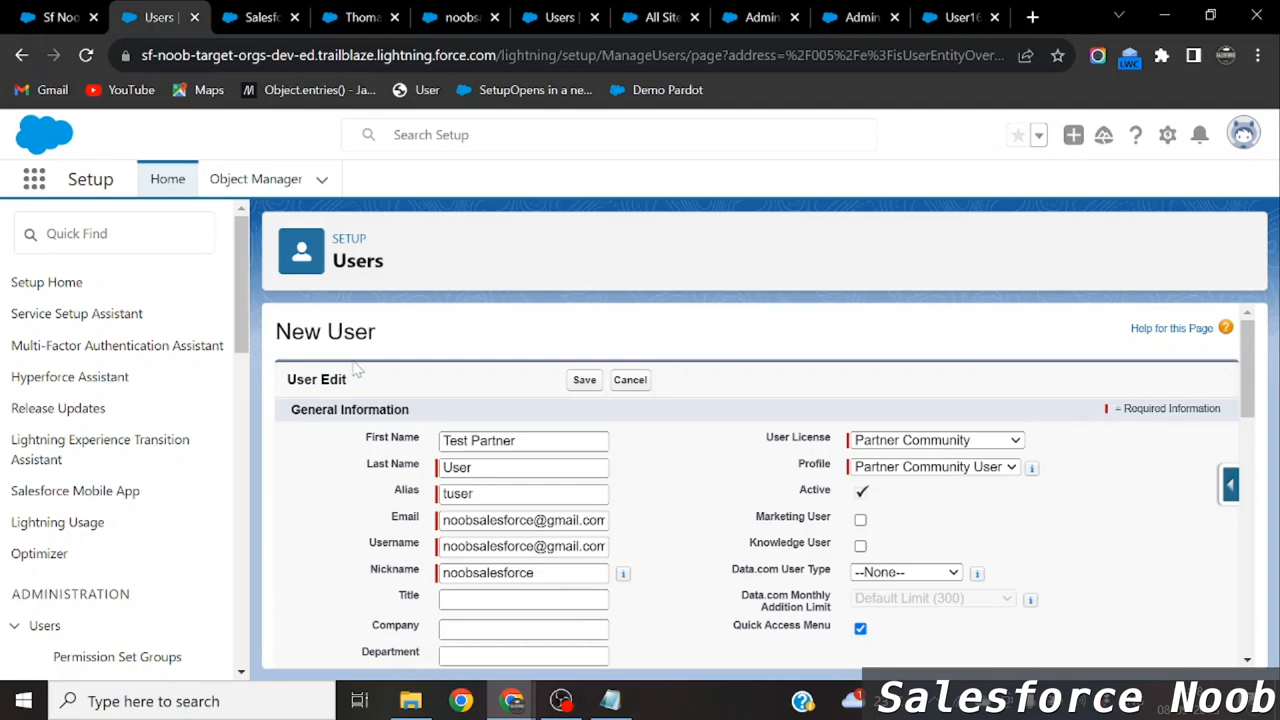 Sf Noo
Users |
Salesf
Thoma
noobs
Users |
All Site
Admin
Admin
User16
sf-noob-target-orgs-dev-ed.trailblaze.lightning.force.com/lightning/setup/ManageUsers/page?address=%2F005%2Fe%3FisUserEntityOver...
Gmail
YouTube
Maps
Object.entries() - Ja...
User
SetupOpens in a ne...
Demo Pardot
LWC
Search Setup
Setup
Home
Object Manager
Quick Find
Setup Home
Service Setup Assistant
Multi-Factor Authentication Assistant
Hyperforce Assistant
Release Updates
Lightning Experience Transition
Assistant
Salesforce Mobile App
Lightning Usage
Optimizer
ADMINISTRATION
Users
Permission Set Groups
SETUP
Users
New User
Help for this Page
User Edit
Save
Cancel
General Information
= Required Information
First Name
Test Partner
Last Name
User
Alias
tuser
Email
noobsalesforce@gmail.com
Username
noobsalesforce@gmail.com
Nickname
noobsalesforce
Title
Company
Department
User License
Partner Community
Profile
Partner Community User
Active
Marketing User
Knowledge User
Data.com User Type
--None--
Data.com Monthly
Addition Limit
Default Limit (300)
Quick Access Menu
Type here to search
Salesforce Noob